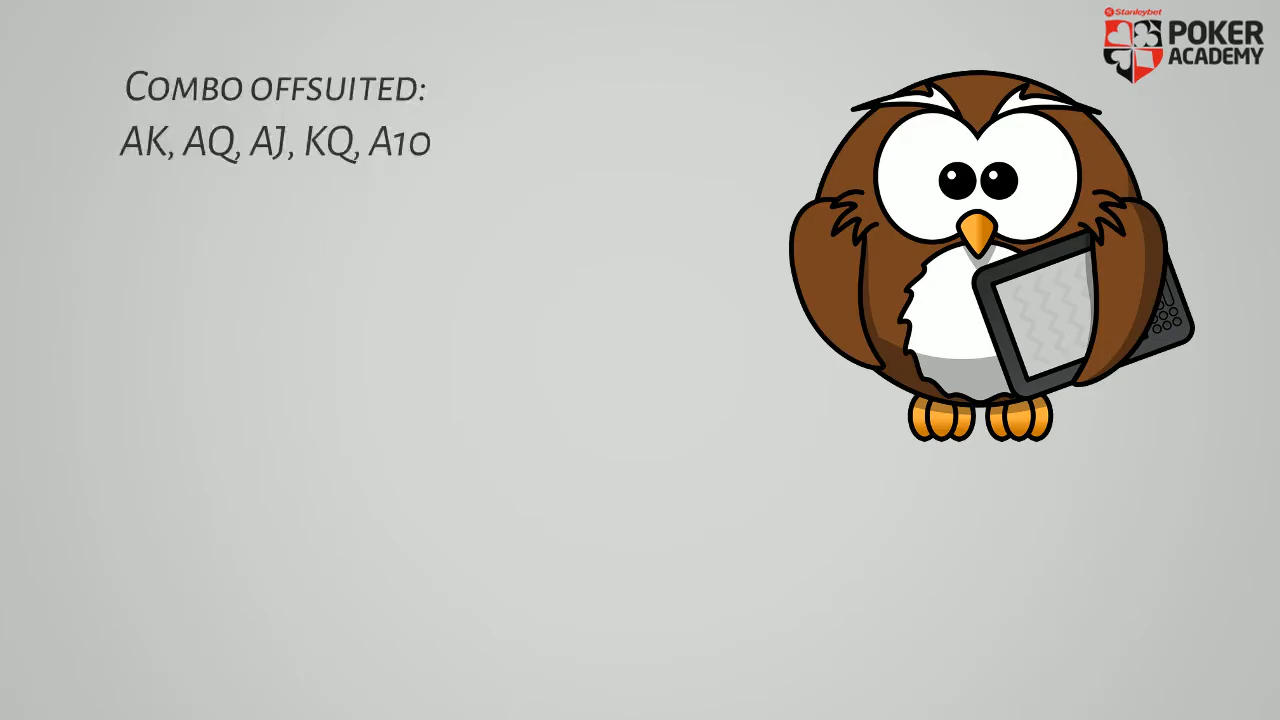 Combo offsuited:
AK, AQ, AJ, KQ, A10
Stanleybet
POKER
ACADEMY